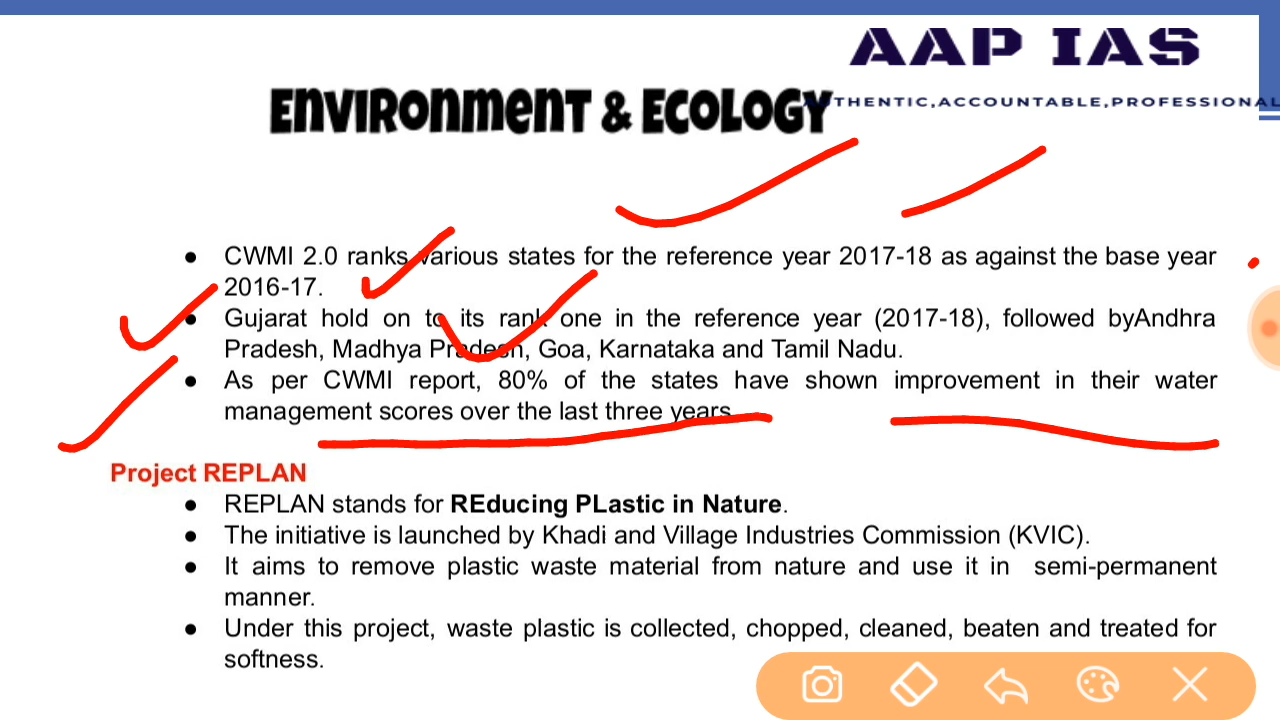 AAP IAS
AUTHENTIC,ACCOUNTABLE,PROFESSIONAL
Environment & Ecology
● CWMI 2.0 ranks various states for the reference year 2017-18 as against the base year
2016-17.
● Gujarat hold on to its rank one in the reference year (2017-18), followed byAndhra
Pradesh, Madhya Pradesh, Goa, Karnataka and Tamil Nadu.
● As per CWMI report, 80% of the states have shown improvement in their water
management scores over the last three years.
Project REPLAN
● REPLAN stands for REducing PLastic in Nature.
● The initiative is launched by Khadi and Village Industries Commission (KVIC).
● It aims to remove plastic waste material from nature and use it in semi-permanent
manner.
● Under this project, waste plastic is collected, chopped, cleaned, beaten and treated for
softness.